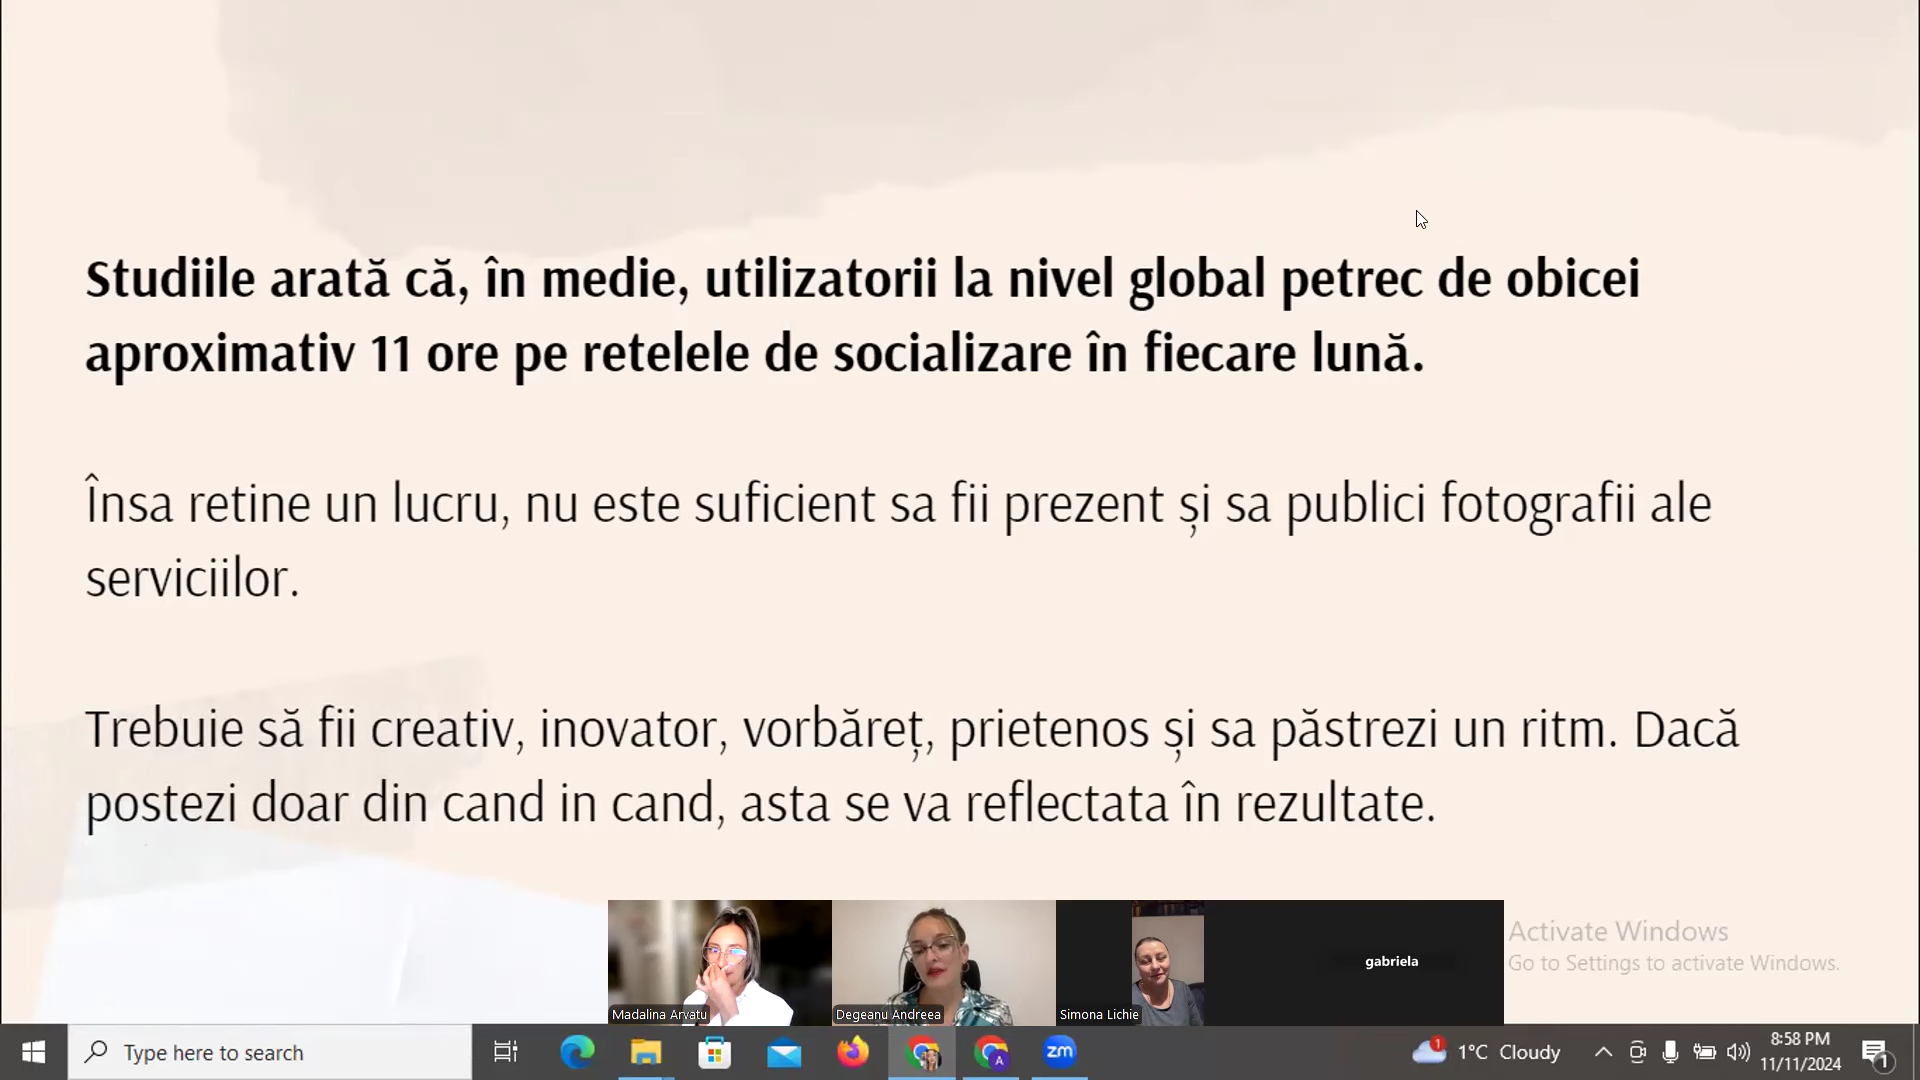 Studiile arată că, în medie, utilizatorii la nivel global petrec de obicei
aproximativ 11 ore pe retelele de socializare în fiecare lună.
Însa retine un lucru, nu este suficient sa fii prezent și sa publici fotografii ale
serviciilor.
Trebuie să fii creativ, inovator, vorbăreț, prietenos și sa păstrezi un ritm. Dacă
postezi doar din cand in cand, asta se va reflectata în rezultate.
Madalina Arvatu
Degeanu Andreea
Simona Lichie
gabriela
Activate Windows
Go to Settings to activate Windows.
Type here to search
zm
A
1
1°C Cloudy
8:58 PM
11/11/2024
1